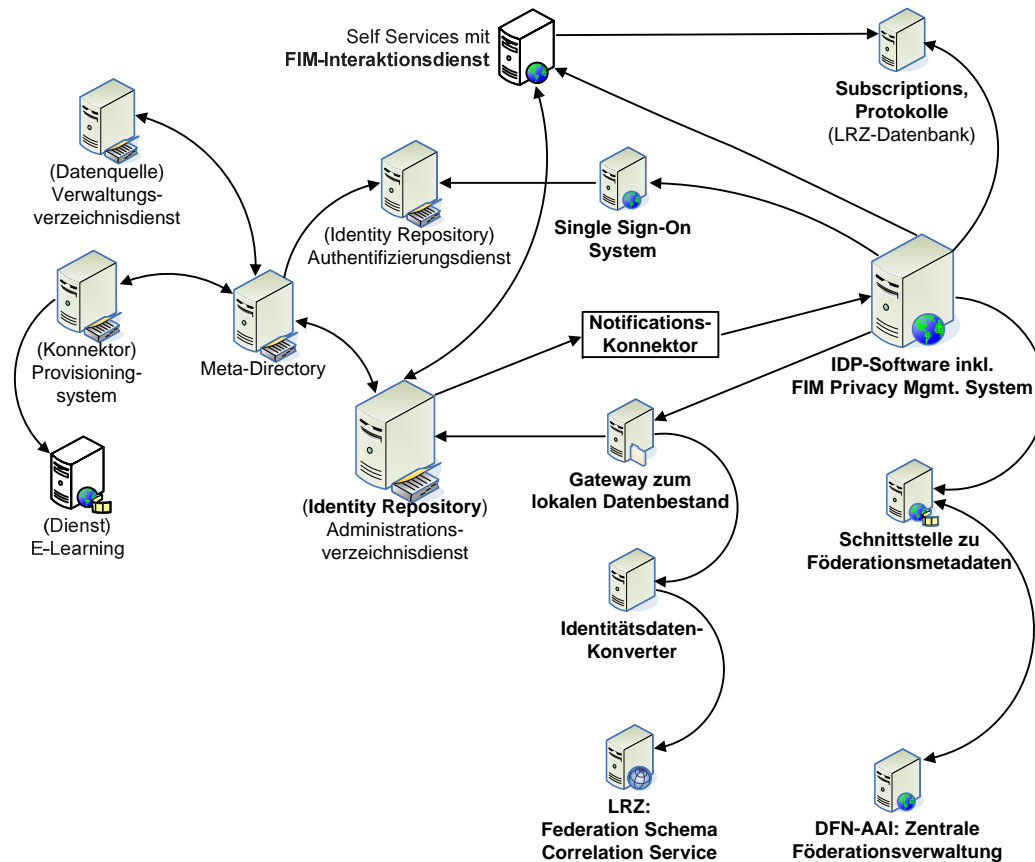 Self Services mit
FIM-Interaktionsdienst
Subscriptions,
Protokolle
(LRZ-Datenbank)
(Datenquelle)
Verwaltungs-
verzeichnisdienst
(Identity Repository)
Authentifizierungsdienst
Single Sign-On
System
(Konnektor)
Provisioning-
system
Meta-Directory
Notifications-
Konnektor
IDP-Software inkl.
FIM Privacy Mgmt. System
(Identity Repository)
Administrations-
verzeichnisdienst
Gateway zum
lokalen Datenbestand
(Dienst)
E-Learning
Schnittstelle zu
Föderationsmetadaten
Identitätsdaten-
Konverter
LRZ:
Federation Schema
Correlation Service
DFN-AAI: Zentrale
Föderationsverwaltung